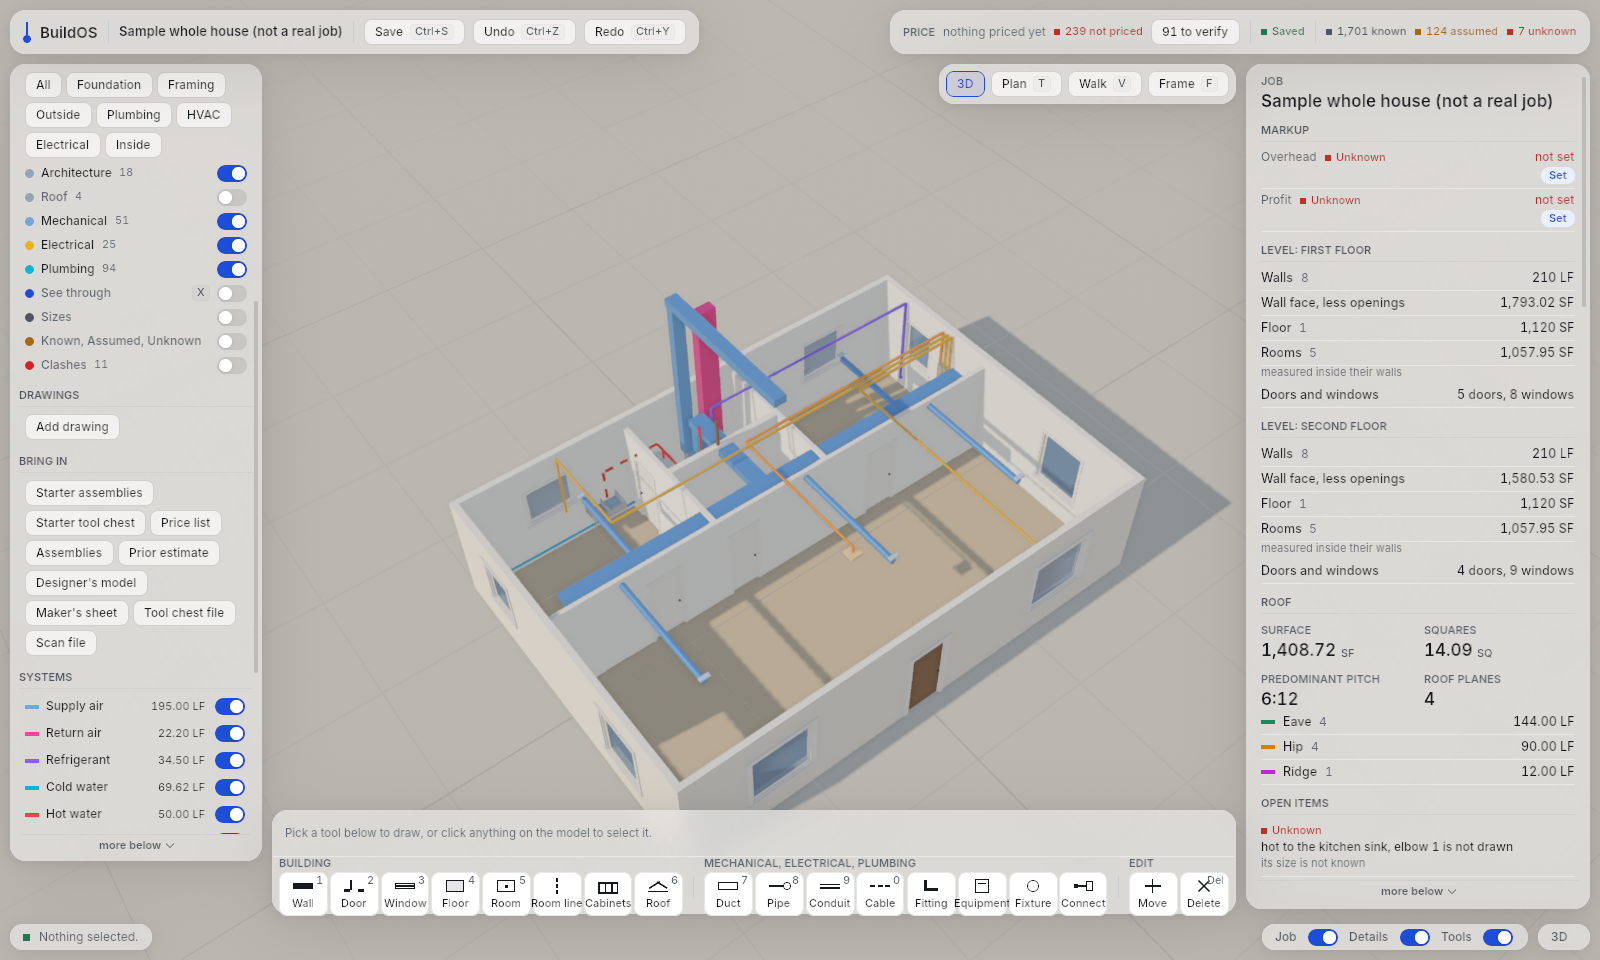 BuildOS
Sample whole house (not a real job)
Save Ctrl+S
Undo Ctrl+Z
Redo Ctrl+Y
PRICE nothing priced yet 239 not priced 91 to verify Saved 1,701 known 124 assumed 7 unknown
3D
Plan T
Walk V
Frame F
All Foundation Framing
Outside Plumbing HVAC
Electrical Inside
Architecture 18
Roof 4
Mechanical 51
Electrical 25
Plumbing 94
See through X
Sizes
Known, Assumed, Unknown
Clashes 11
DRAWINGS
Add drawing
BRING IN
Starter assemblies
Starter tool chest Price list
Assemblies Prior estimate
Designer's model
Maker's sheet Tool chest file
Scan file
SYSTEMS
Supply air 195.00 LF
Return air 22.20 LF
Refrigerant 34.50 LF
Cold water 69.62 LF
Hot water 50.00 LF
more below
Nothing selected.
Pick a tool below to draw, or click anything on the model to select it.
BUILDING
Wall 1
Door 2
Window 3
Floor 4
Room 5
Room line
Cabinets
Roof 6
MECHANICAL, ELECTRICAL, PLUMBING
Duct 7
Pipe 8
Conduit 9
Cable 0
Fitting
Equipment
Fixture
Connect
EDIT
Move
Delete Del
JOB
Sample whole house (not a real job)
MARKUP
Overhead Unknown not set
Set
Profit Unknown not set
Set
LEVEL: FIRST FLOOR
Walls 8 210 LF
Wall face, less openings 1,793.02 SF
Floor 1 1,120 SF
Rooms 5 1,057.95 SF
measured inside their walls
Doors and windows 5 doors, 8 windows
LEVEL: SECOND FLOOR
Walls 8 210 LF
Wall face, less openings 1,580.53 SF
Floor 1 1,120 SF
Rooms 5 1,057.95 SF
measured inside their walls
Doors and windows 4 doors, 9 windows
ROOF
SURFACE SQUARES
1,408.72 SF 14.09 SQ
PREDOMINANT PITCH ROOF PLANES
6:12 4
Eave 4 144.00 LF
Hip 4 90.00 LF
Ridge 1 12.00 LF
OPEN ITEMS
Unknown
hot to the kitchen sink, elbow 1 is not drawn
its size is not known
more below
Job Details Tools 3D